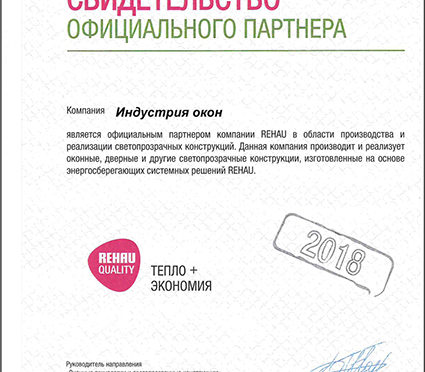 СВИДЕТЕЛЬСТВО
ОФИЦИАЛЬНОГО ПАРТНЕРА
Компания Индустрия окон
является официальным партнером компании REHAU в области производства и
реализации светопрозрачных конструкций. Данная компания производит и реализует
оконные, дверные и другие светопрозрачные конструкции, изготовленные на основе
энергосберегающих системных решений REHAU.
2018
REHAU
QUALITY
ТЕПЛО +
ЭКОНОМИЯ
Руководитель направления